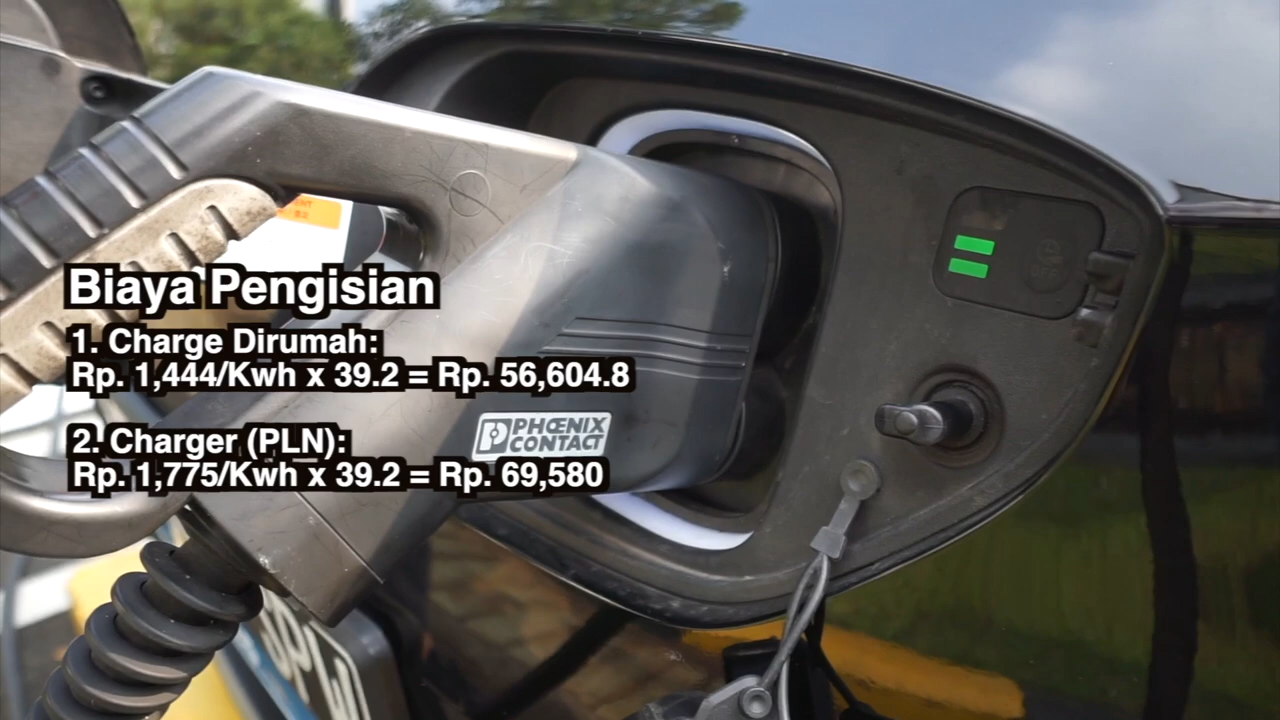 Biaya Pengisian
1. Charge Dirumah:
Rp. 1,444/Kwh x 39.2 = Rp. 56,604.8
2. Charger (PLN):
Rp. 1,775/Kwh x 39.2 = Rp. 69,580
PHŒNIX
CONTACT